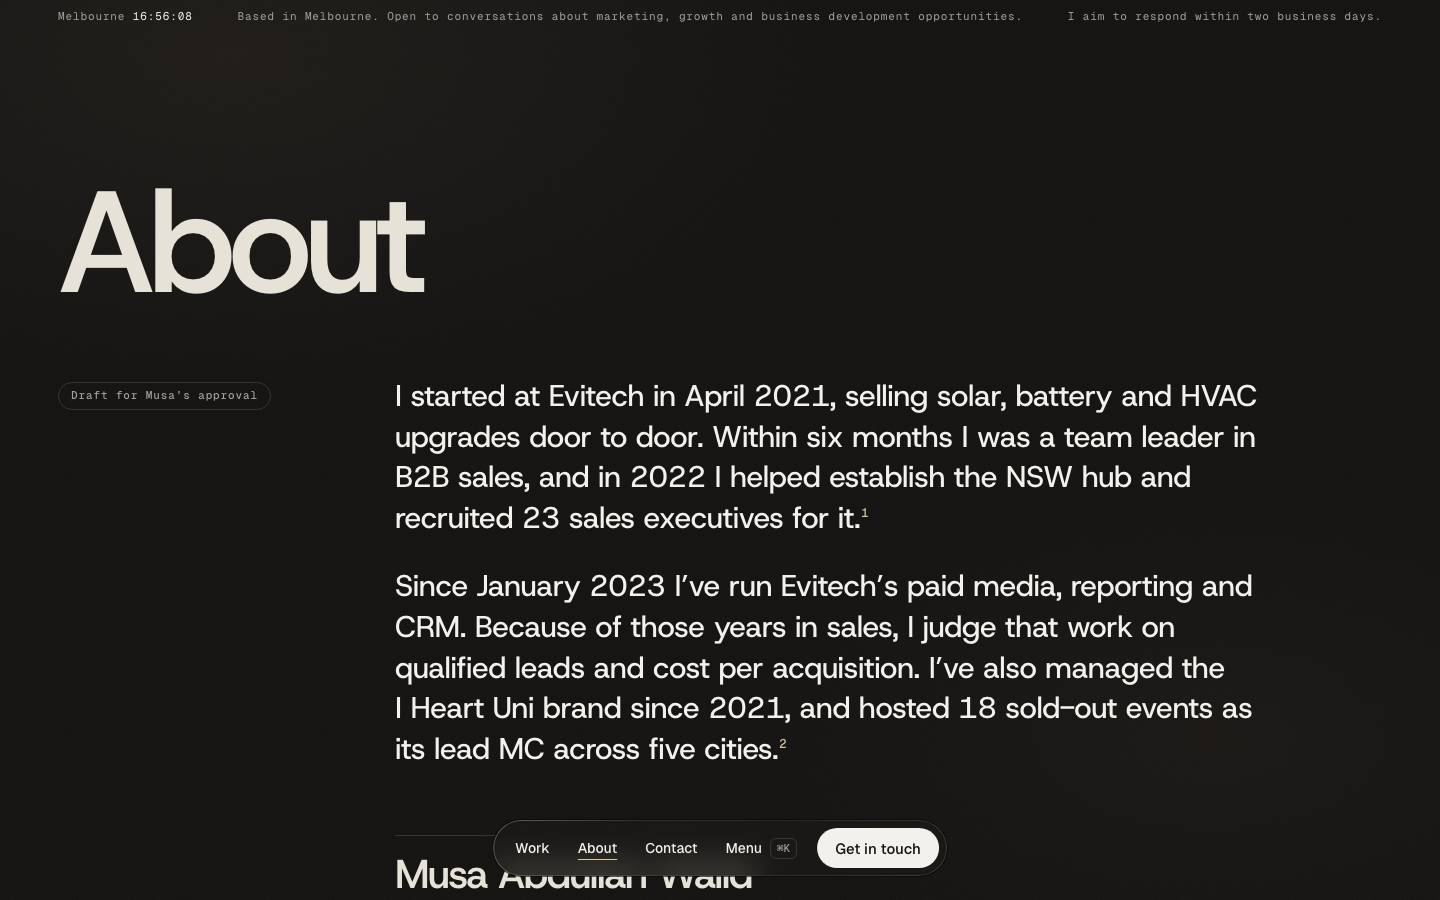 Melbourne 16:56:08
Based in Melbourne. Open to conversations about marketing, growth and business development opportunities.
I aim to respond within two business days.
About
Draft for Musa's approval
I started at Evitech in April 2021, selling solar, battery and HVAC
upgrades door to door. Within six months I was a team leader in
B2B sales, and in 2022 I helped establish the NSW hub and
recruited 23 sales executives for it.1
Since January 2023 I've run Evitech's paid media, reporting and
CRM. Because of those years in sales, I judge that work on
qualified leads and cost per acquisition. I've also managed the
I Heart Uni brand since 2021, and hosted 18 sold-out events as
its lead MC across five cities.2
Musa Abdullah Walid
Work
About
Contact
Menu ⌘K
Get in touch